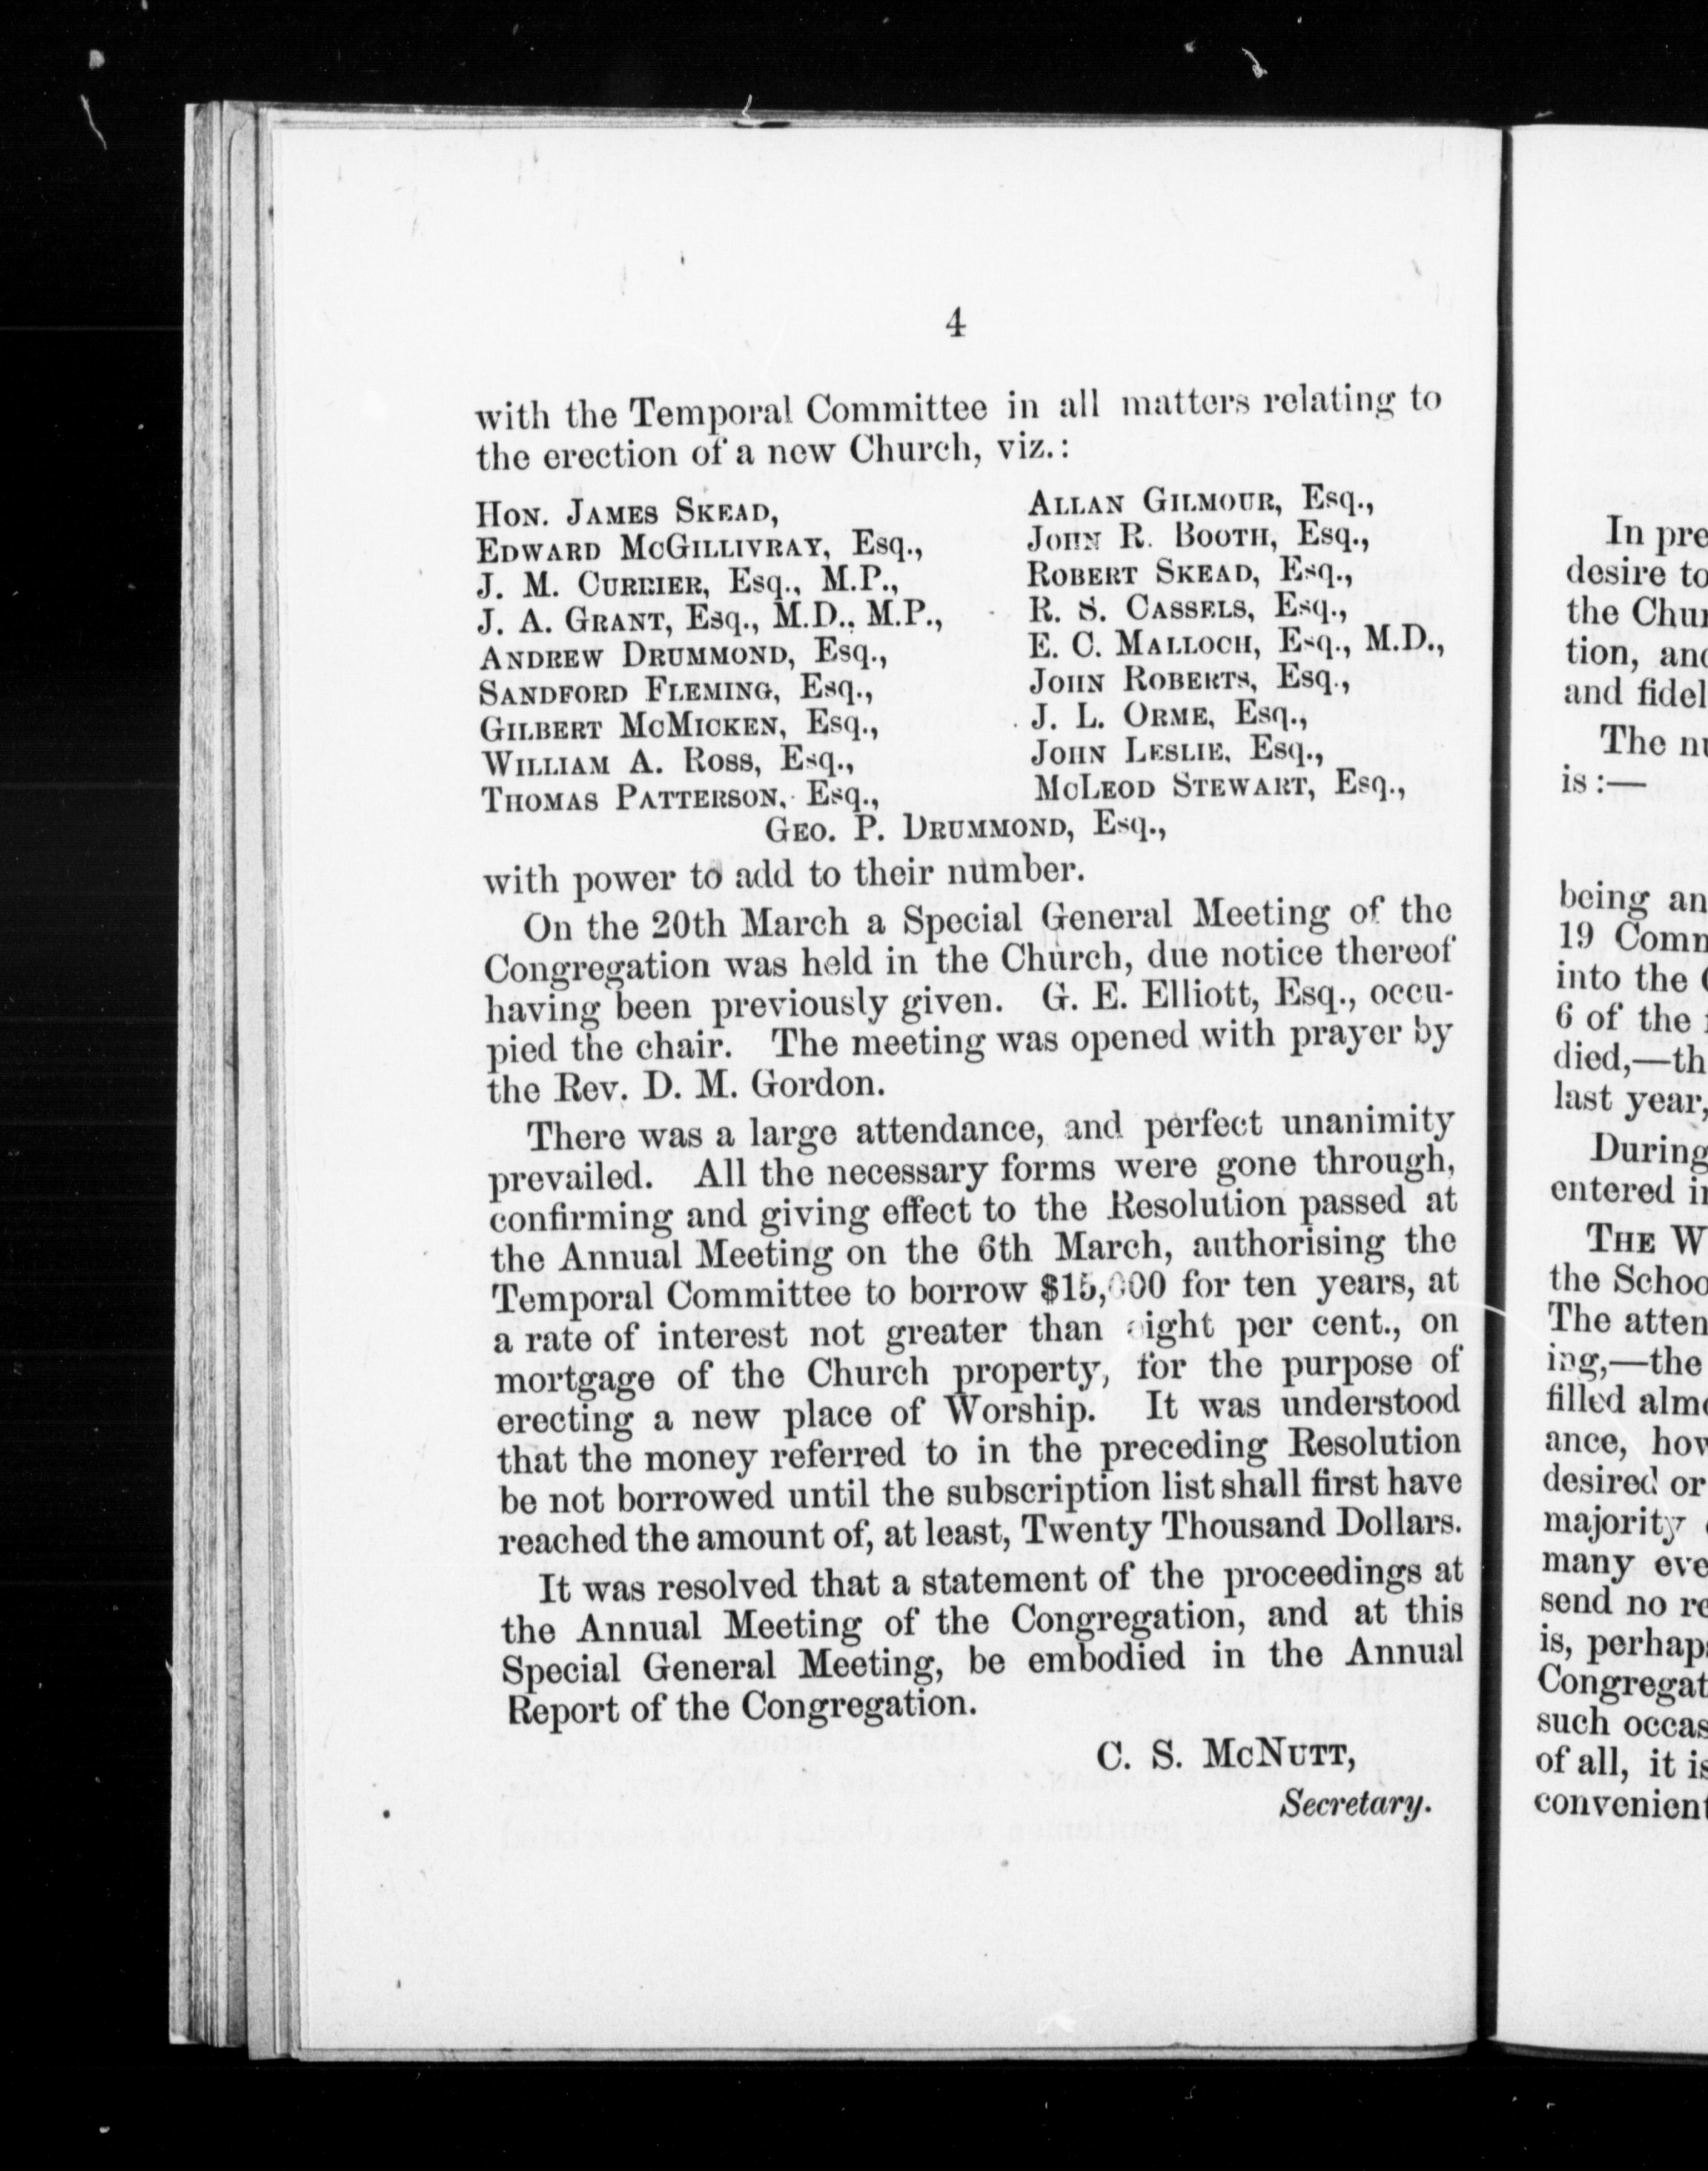 4
with the Temporal Committee in all matters relating to
the erection of a new Church, viz.:
HON. JAMES SKEAD,
EDWARD MCGILLIVRAY, Esq.,
J. M. CURRIER, Esq., M.P.,
J. A. GRANT, Esq., M.D., M.P.,
ANDREW DRUMMOND, Esq.,
SANDFORD FLEMING, Esq.,
GILBERT MCMICKEN, Esq.,
WILLIAM A. ROSS, Esq.,
THOMAS PATTERSON, Esq.,
ALLAN GILMOUR, Esq.,
JOHN R. BOOTH, Esq.,
ROBERT SKEAD, Esq.,
R. S. CASSELS, Esq.,
E. C. MALLOCH, Esq., M.D.,
JOHN ROBERTS, Esq.,
J. L. ORME, Esq.,
JOHN LESLIE, Esq.,
MCLEOD STEWART, Esq.,
GEO. P. DRUMMOND, Esq.,
with power to add to their number.
On the 20th March a Special General Meeting of the
Congregation was held in the Church, due notice thereof
having been previously given. G. E. Elliott, Esq., occu-
pied the chair. The meeting was opened with prayer by
the Rev. D. M. Gordon.
There was a large attendance, and perfect unanimity
prevailed. All the necessary forms were gone through,
confirming and giving effect to the Resolution passed at
the Annual Meeting on the 6th March, authorising the
Temporal Committee to borrow $15,000 for ten years, at
a rate of interest not greater than eight per cent., on
mortgage of the Church property, for the purpose of
erecting a new place of Worship. It was understood
that the money referred to in the preceding Resolution
be not borrowed until the subscription list shall first have
reached the amount of, at least, Twenty Thousand Dollars.
It was resolved that a statement of the proceedings at
the Annual Meeting of the Congregation, and at this
Special General Meeting, be embodied in the Annual
Report of the Congregation.
C. S. MCNUTT,
Secretary.
In pre
desire to
the Chur
tion, and
and fidel
The nu
is :—
being an
19 Comm
into the
6 of the
died,—th
last year,
During
entered in
THE W
the Schoo
The atten
ing,—the
filled almo
ance, how
desired or
majority
many eve
send no re
is, perhaps
Congregat
such occas
of all, it is
convenient